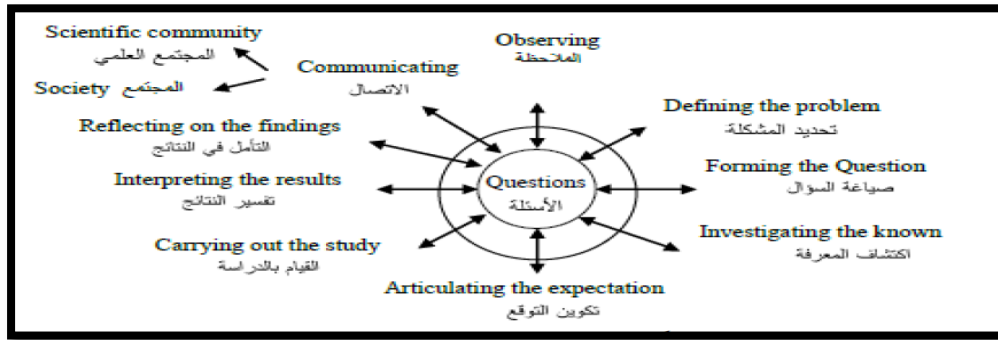 Scientific community
المجتمع العلمي
Society المجتمع
Communicating
الاتصال
Observing
الملاحظة
Defining the problem
تحديد المشكلة
Reflecting on the findings
التأمل في النتائج
Forming the Question
صياغة السؤال
Interpreting the results
تفسير النتائج
Questions
الأسئلة
Investigating the known
اكتشاف المعرفة
Carrying out the study
القيام بالدراسة
Articulating the expectation
تكوين التوقع